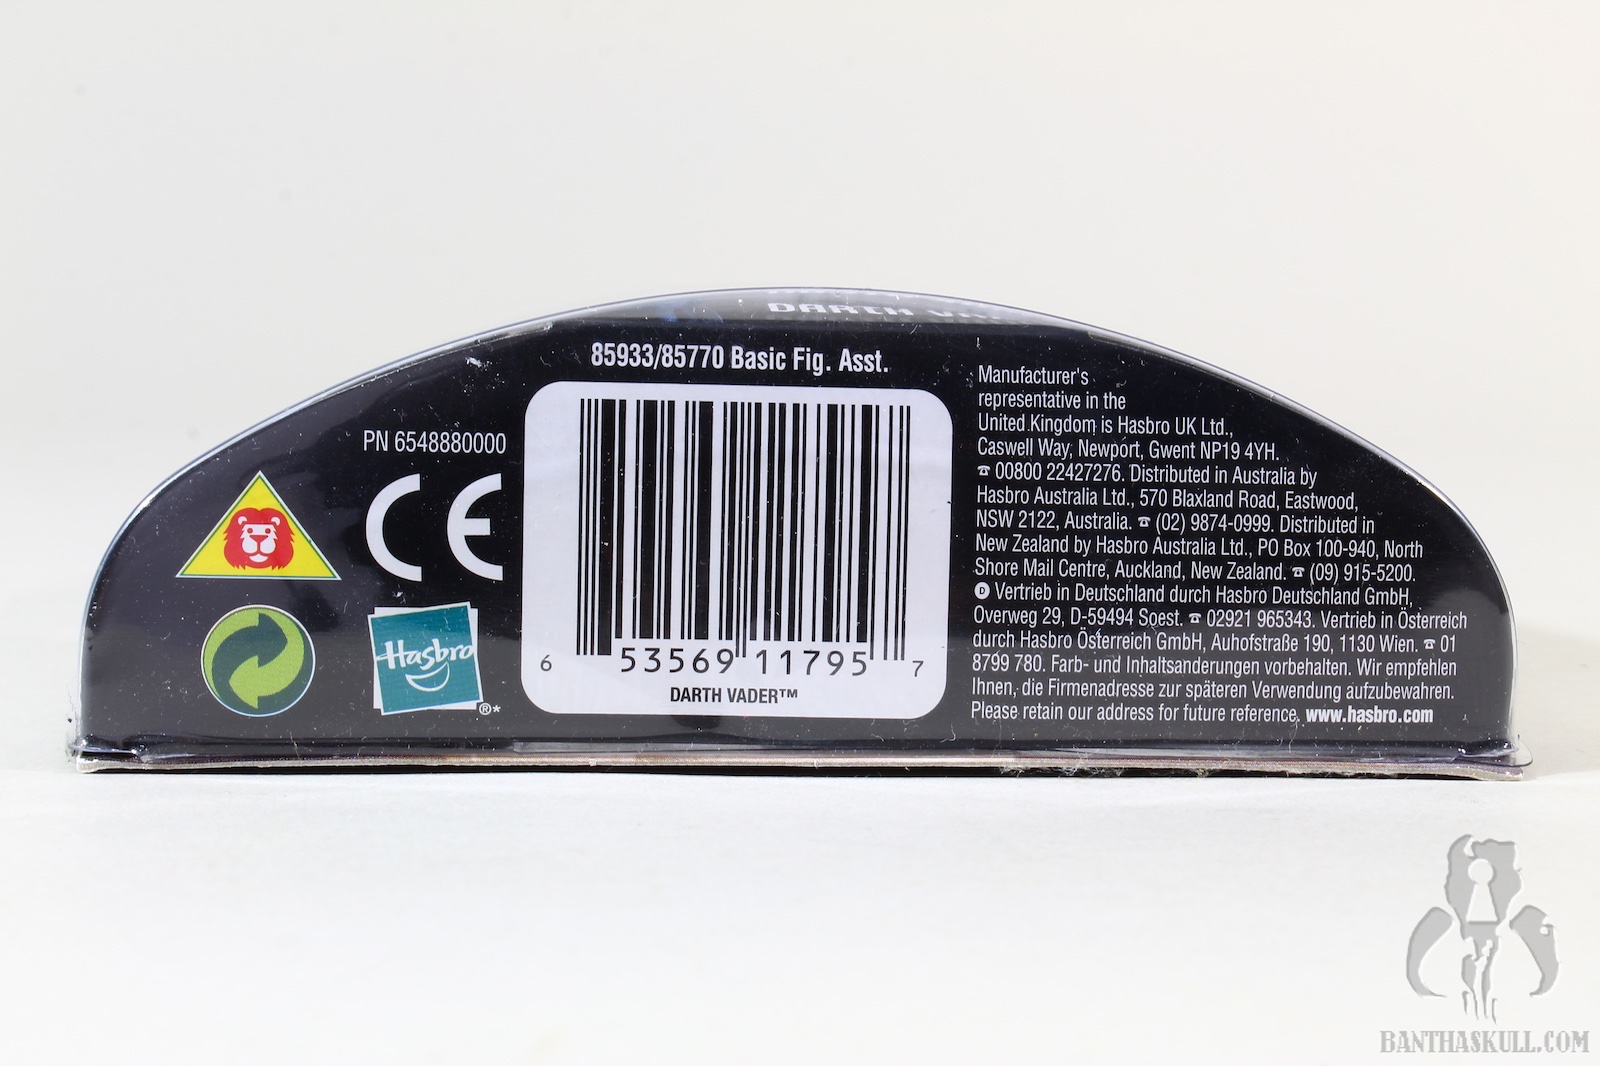 DARTH
85933/85770 Basic Fig. Asst.
PN 6548880000
CE
Hasbro
®*
6 53569 11795 7
DARTH VADER™
Manufacturer's
representative in the
United Kingdom is Hasbro UK Ltd.,
Caswell Way, Newport, Gwent NP19 4YH.
☎ 00800 22427276. Distributed in Australia by
Hasbro Australia Ltd., 570 Blaxland Road, Eastwood,
NSW 2122, Australia. ☎ (02) 9874-0999. Distributed in
New Zealand by Hasbro Australia Ltd., PO Box 100-940, North
Shore Mail Centre, Auckland, New Zealand. ☎ (09) 915-5200.
D Vertrieb in Deutschland durch Hasbro Deutschland GmbH,
Overweg 29, D-59494 Soest. ☎ 02921 965343. Vertrieb in Österreich
durch Hasbro Österreich GmbH, Auhofstraße 190, 1130 Wien. ☎ 01
8799 780. Farb- und Inhaltsanderungen vorbehalten. Wir empfehlen
Ihnen, die Firmenadresse zur späteren Verwendung aufzubewahren.
Please retain our address for future reference. www.hasbro.com
BANTHASKULL.COM